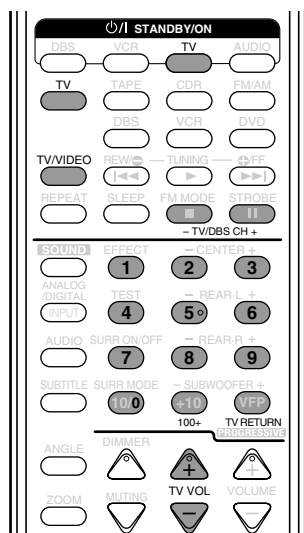 ⏻/I STANDBY/ON
DBS VCR TV AUDIO
TV TAPE CDR FM/AM
DBS VCR DVD
TV/VIDEO REW/⊖ — TUNING — ⊕/FF
REPEAT SLEEP FM MODE STROBE
– TV/DBS CH +
SOUND EFFECT – CENTER +
1 2 3
ANALOG
/DIGITAL TEST – REAR·L +
INPUT 4 5 6
AUDIO SURR ON/OFF – REAR·R +
7 8 9
SUBTITLE SURR MODE – SUBWOOFER +
10/0 +10 VFP
100+ TV RETURN
PROGRESSIVE
ANGLE DIMMER
+ +
ZOOM MUTING TV VOL VOLUME
– –